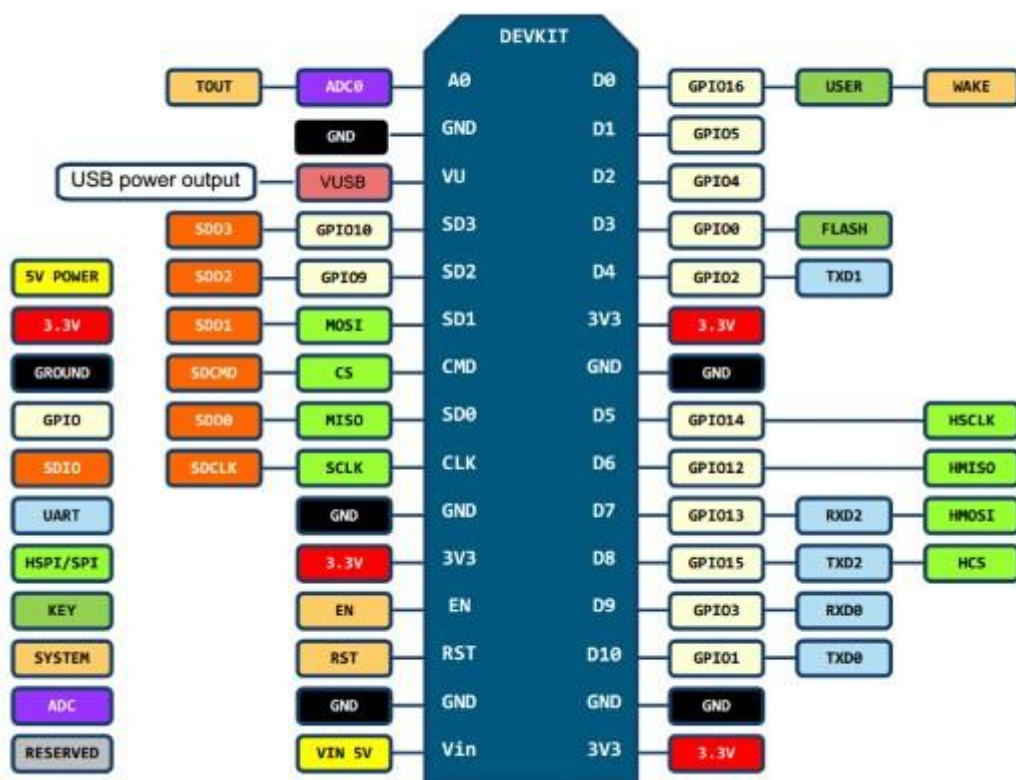 DEVKIT
TOUT ADC0 A0 D0 GPIO16 USER WAKE
GND GND D1 GPIO5
USB power output VUSB VU D2 GPIO4
SDD3 GPIO10 SD3 D3 GPIO0 FLASH
5V POWER SDD2 GPIO9 SD2 D4 GPIO2 TXD1
3.3V SDD1 MOSI SD1 3V3 3.3V
GROUND SDCMD CS CMD GND GND
GPIO SDD0 MISO SD0 D5 GPIO14 HSCLK
SDIO SDCLK SCLK CLK D6 GPIO12 HMISO
UART GND GND D7 GPIO13 RXD2 HMOSI
HSPI/SPI 3.3V 3V3 D8 GPIO15 TXD2 HCS
KEY EN EN D9 GPIO3 RXD0
SYSTEM RST RST D10 GPIO1 TXD0
ADC GND GND GND GND
RESERVED VIN 5V Vin 3V3 3.3V